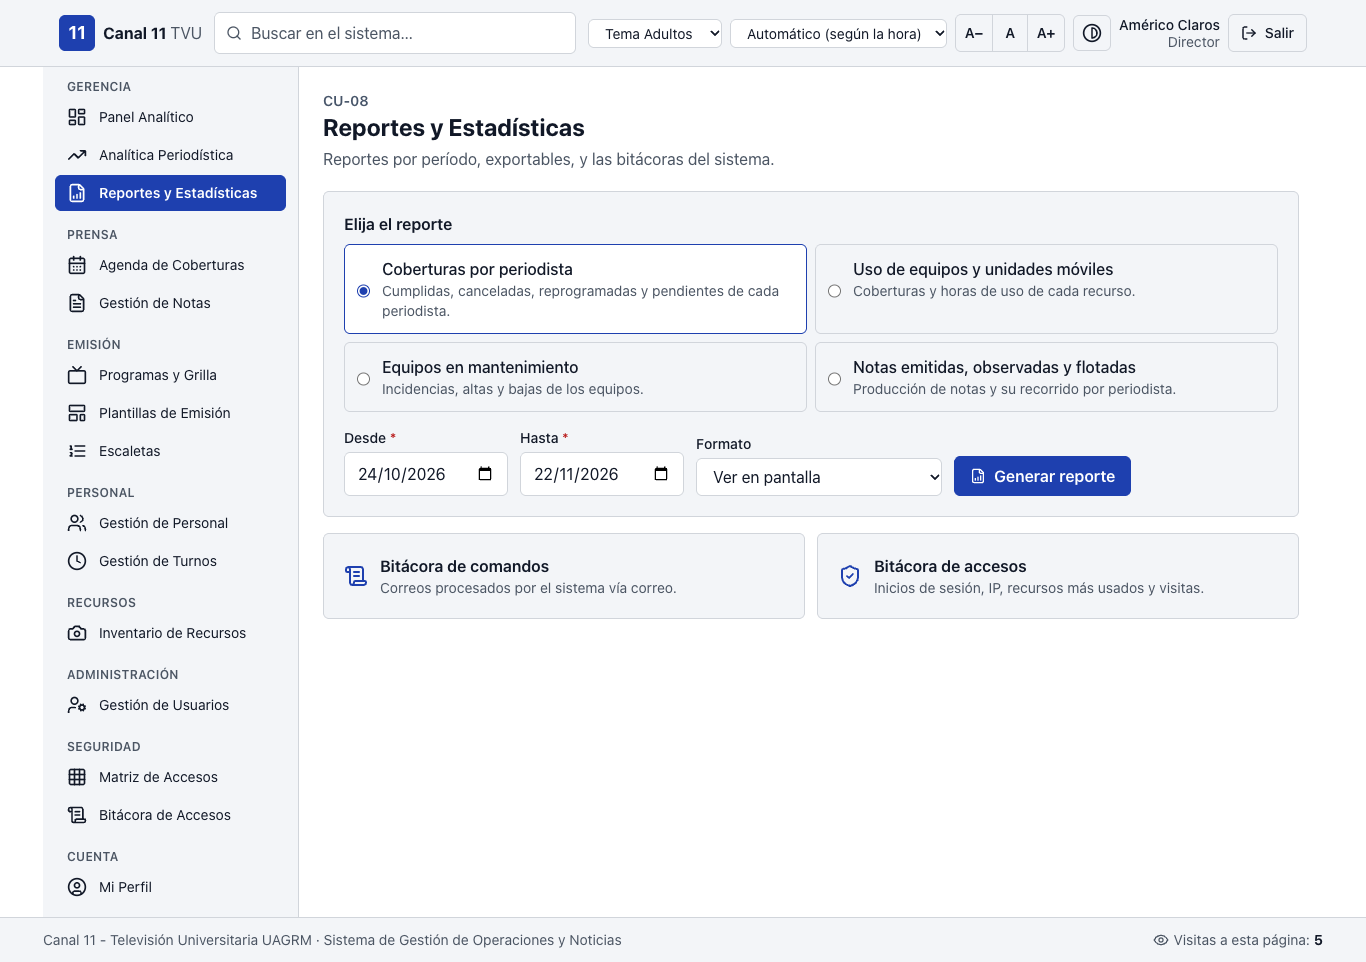 11 Canal 11 TVU
Buscar en el sistema...
Tema Adultos
Automático (según la hora)
A−
A
A+
Américo Claros
Director
Salir
GERENCIA
Panel Analítico
Analítica Periodística
Reportes y Estadísticas
PRENSA
Agenda de Coberturas
Gestión de Notas
EMISIÓN
Programas y Grilla
Plantillas de Emisión
Escaletas
PERSONAL
Gestión de Personal
Gestión de Turnos
RECURSOS
Inventario de Recursos
ADMINISTRACIÓN
Gestión de Usuarios
SEGURIDAD
Matriz de Accesos
Bitácora de Accesos
CUENTA
Mi Perfil
CU-08
Reportes y Estadísticas
Reportes por período, exportables, y las bitácoras del sistema.
Elija el reporte
Coberturas por periodista
Cumplidas, canceladas, reprogramadas y pendientes de cada
periodista.
Uso de equipos y unidades móviles
Coberturas y horas de uso de cada recurso.
Equipos en mantenimiento
Incidencias, altas y bajas de los equipos.
Notas emitidas, observadas y flotadas
Producción de notas y su recorrido por periodista.
Desde *
24/10/2026
Hasta *
22/11/2026
Formato
Ver en pantalla
Generar reporte
Bitácora de comandos
Correos procesados por el sistema vía correo.
Bitácora de accesos
Inicios de sesión, IP, recursos más usados y visitas.
Canal 11 - Televisión Universitaria UAGRM · Sistema de Gestión de Operaciones y Noticias
Visitas a esta página: 5